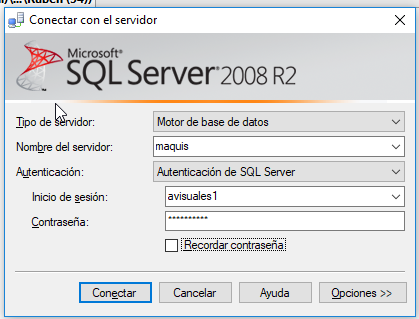 (54))
Conectar con el servidor
Microsoft®
SQL Server®2008 R2
Tipo de servidor: Motor de base de datos
Nombre del servidor: maquis
Autenticación: Autenticación de SQL Server
Inicio de sesión: avisuales1
Contraseña: **********
Recordar contraseña
Conectar Cancelar Ayuda Opciones >>